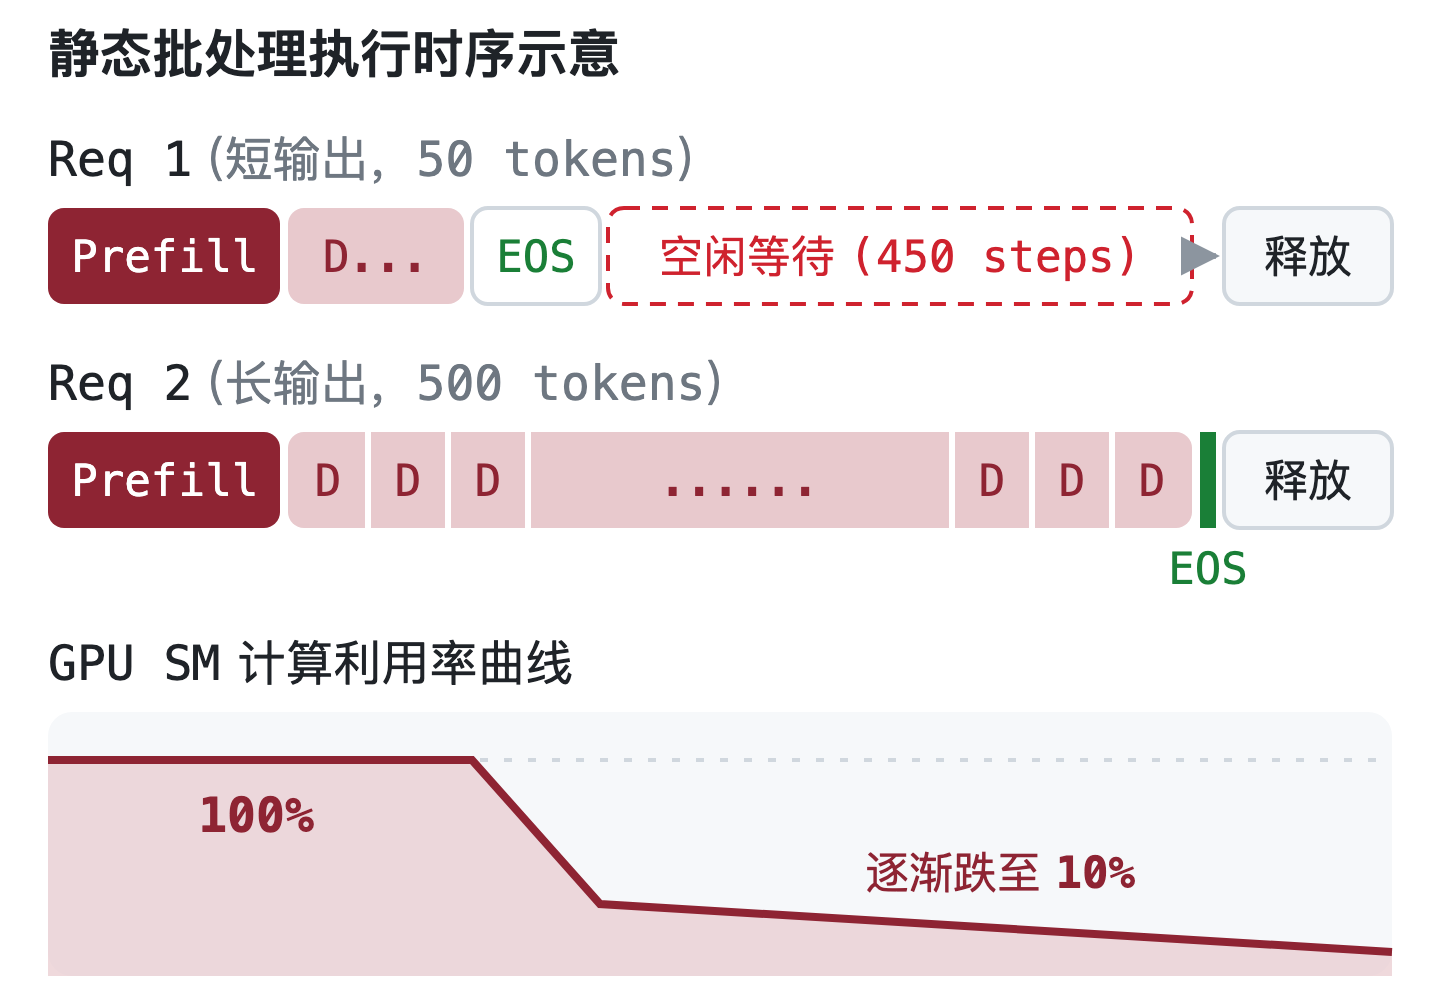 静态批处理执行时序示意
Req 1 (短输出, 50 tokens)
Prefill D... EOS 空闲等待 (450 steps) 释放
Req 2 (长输出, 500 tokens)
Prefill D D D ...... D D D 释放
EOS
GPU SM 计算利用率曲线
100%
逐渐跌至 10%